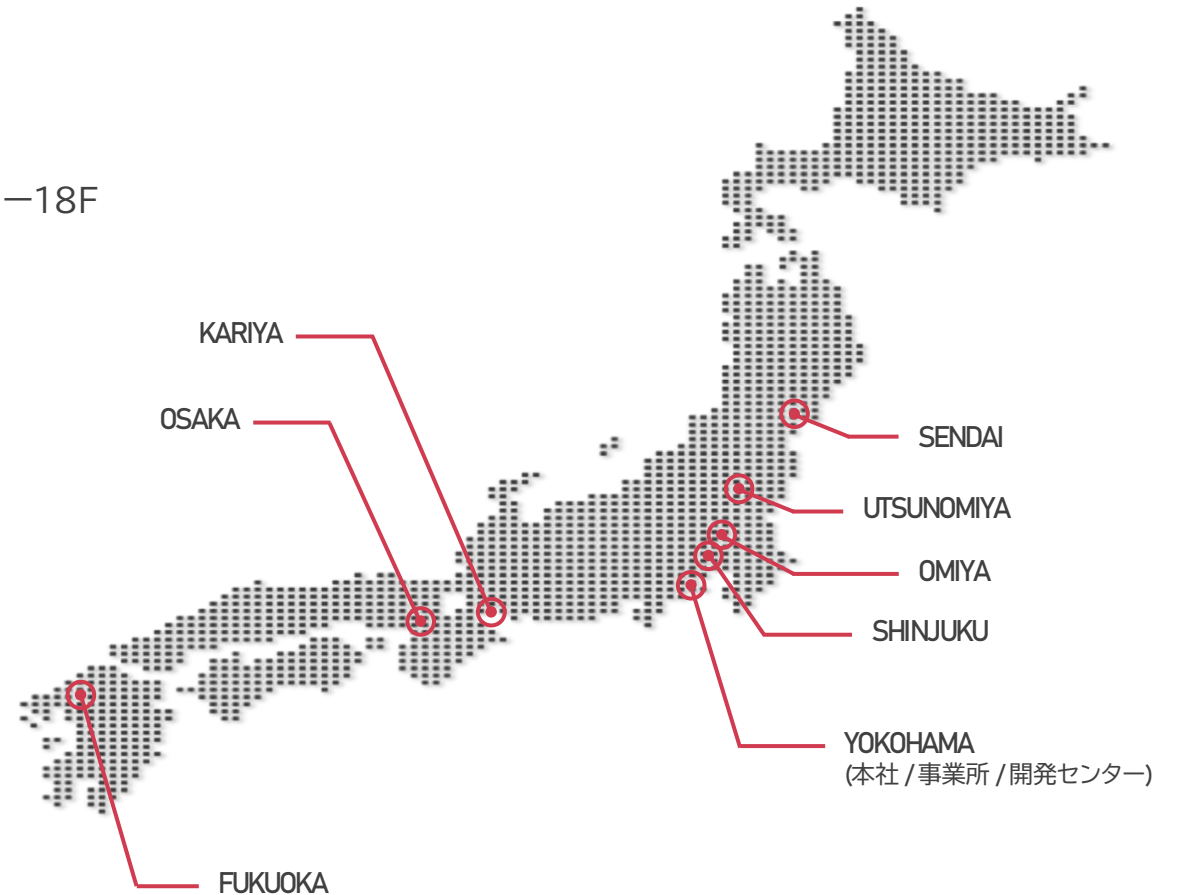 ー18F
KARIYA
OSAKA
SENDAI
UTSUNOMIYA
OMIYA
SHINJUKU
YOKOHAMA
(本社 / 事業所 / 開発センター)
FUKUOKA